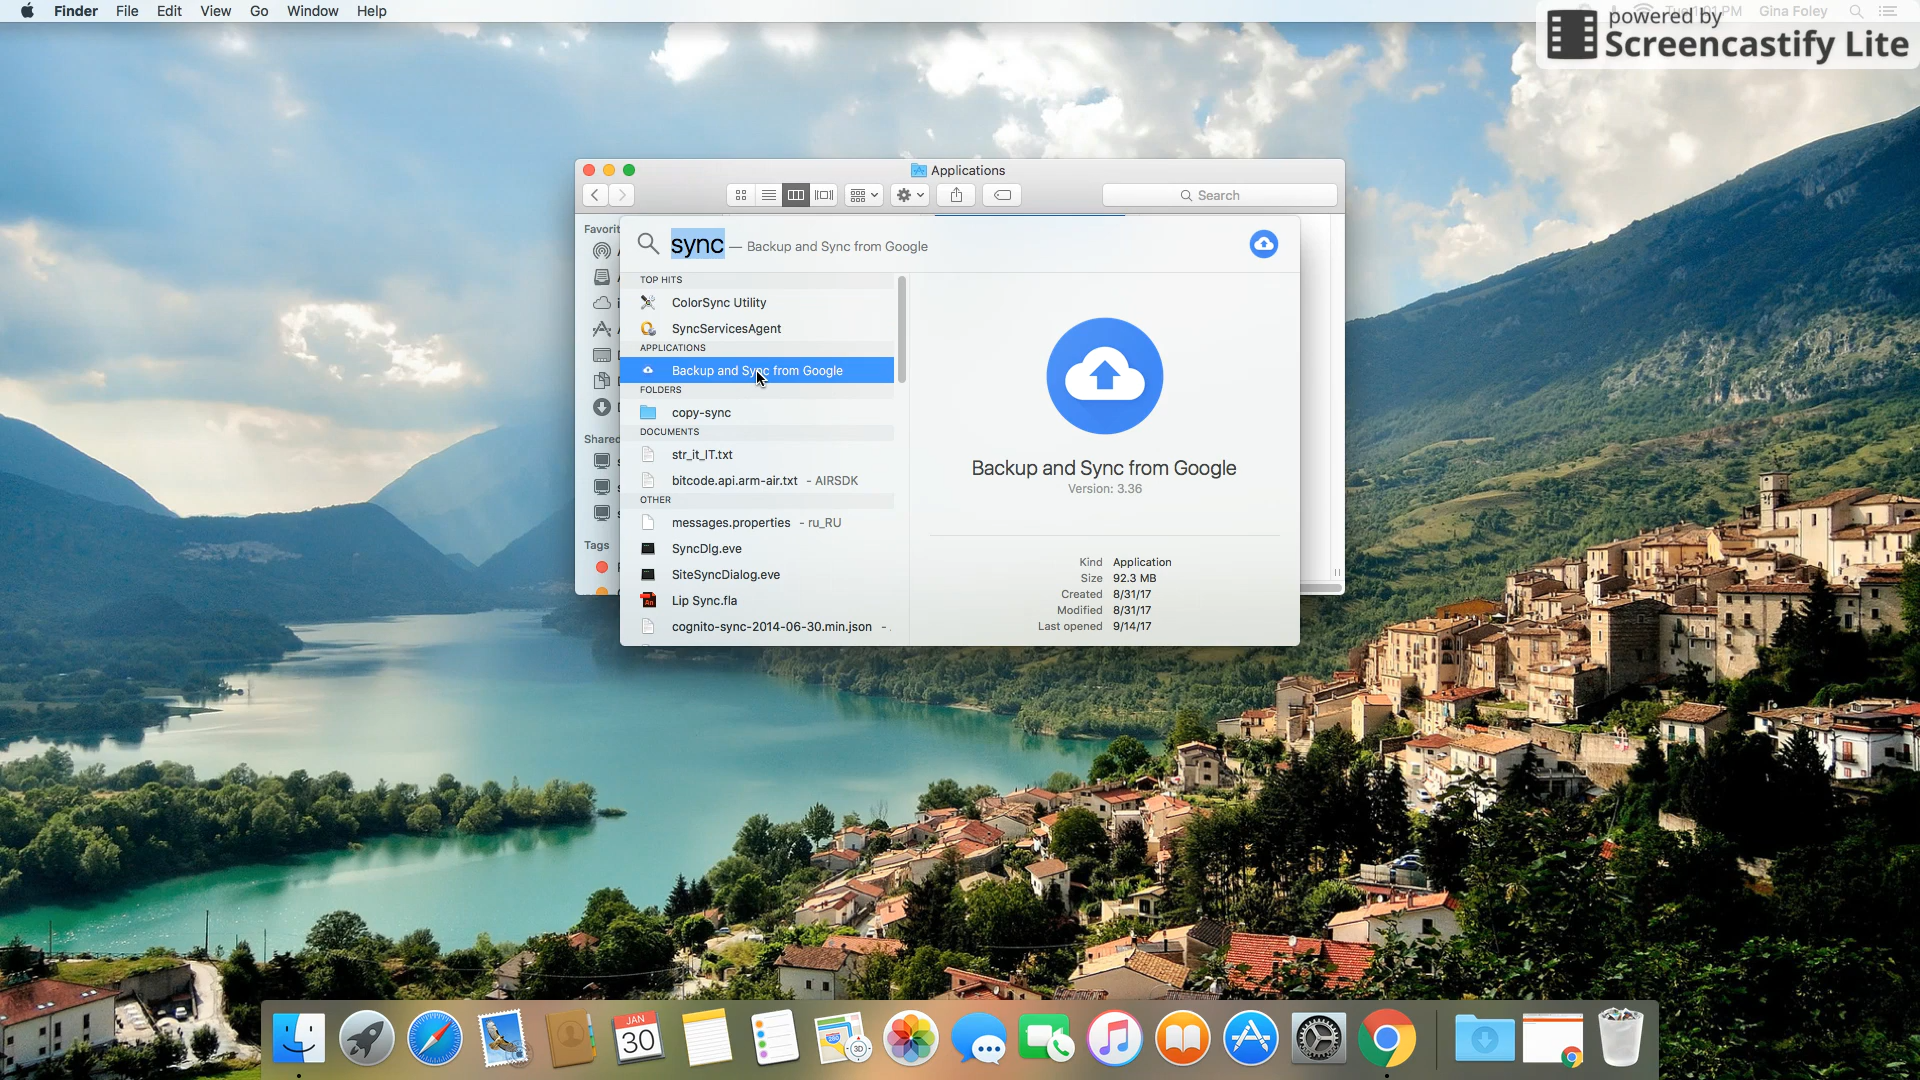 Finder File Edit View Go Window Help
Gina Foley
powered by
Screencastify Lite
Applications
Search
Favorit
sync — Backup and Sync from Google
TOP HITS
ColorSync Utility
SyncServicesAgent
APPLICATIONS
Backup and Sync from Google
FOLDERS
copy-sync
DOCUMENTS
Shared
str_it_IT.txt
bitcode.api.arm-air.txt - AIRSDK
OTHER
messages.properties - ru_RU
Tags
SyncDlg.eve
SiteSyncDialog.eve
Lip Sync.fla
cognito-sync-2014-06-30.min.json -
Backup and Sync from Google
Version: 3.36
Kind Application
Size 92.3 MB
Created 8/31/17
Modified 8/31/17
Last opened 9/14/17
JAN
30
280
3D
An